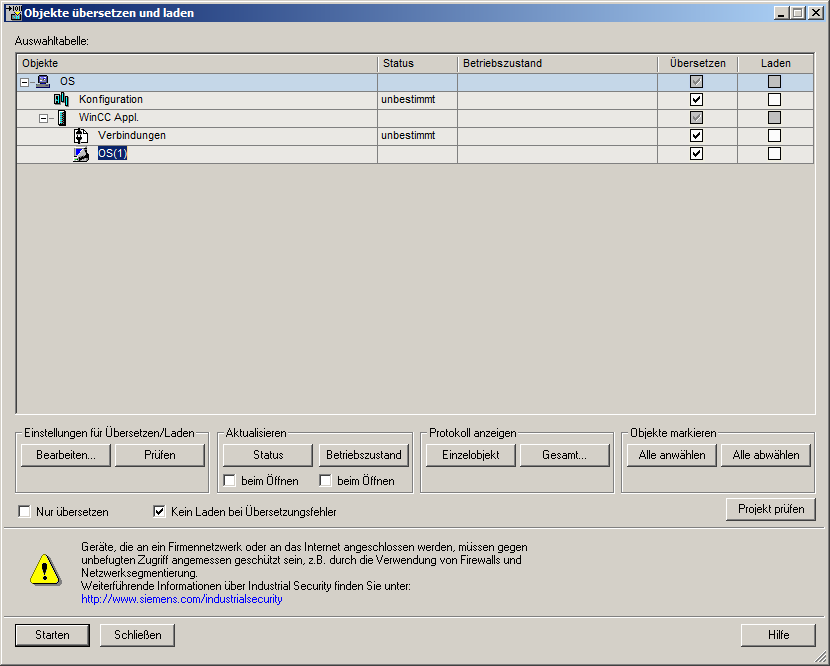 Objekte übersetzen und laden
Auswahltabelle:
Objekte Status Betriebszustand Übersetzen Laden
OS
Konfiguration unbestimmt
WinCC Appl.
Verbindungen unbestimmt
OS(1)
Einstellungen für Übersetzen/Laden Aktualisieren Protokoll anzeigen Objekte markieren
Bearbeiten... Prüfen Status Betriebszustand Einzelobjekt Gesamt... Alle anwählen Alle abwählen
beim Öffnen beim Öffnen
Nur übersetzen Kein Laden bei Übersetzungsfehler Projekt prüfen
Geräte, die an ein Firmennetzwerk oder an das Internet angeschlossen werden, müssen gegen
unbefugten Zugriff angemessen geschützt sein, z.B. durch die Verwendung von Firewalls und
Netzwerksegmentierung.
Weiterführende Informationen über Industrial Security finden Sie unter:
http://www.siemens.com/industrialsecurity
Starten Schließen Hilfe